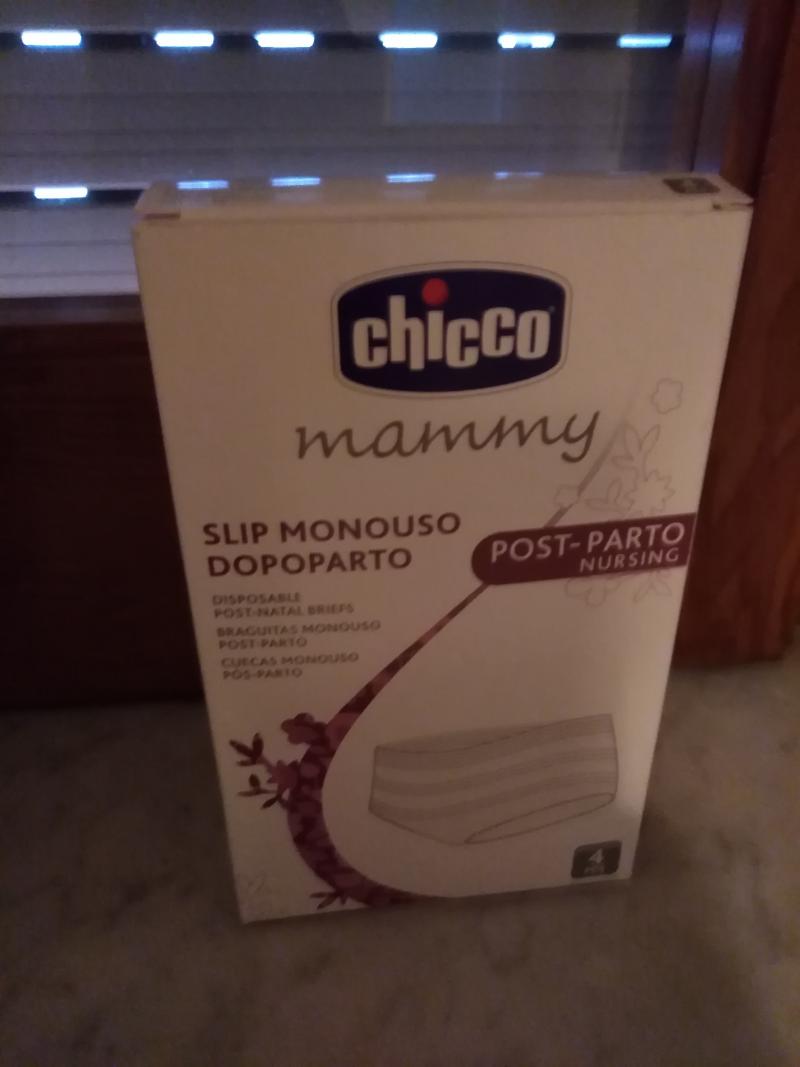 chicco
mammy
SLIP MONOUSO
DOPOPARTO
POST-PARTO
NURSING
DISPOSABLE
POST-NATAL BRIEFS
BRAGUITAS MONOUSO
POST-PARTO
CUECAS MONOUSO
PÓS-PARTO
4